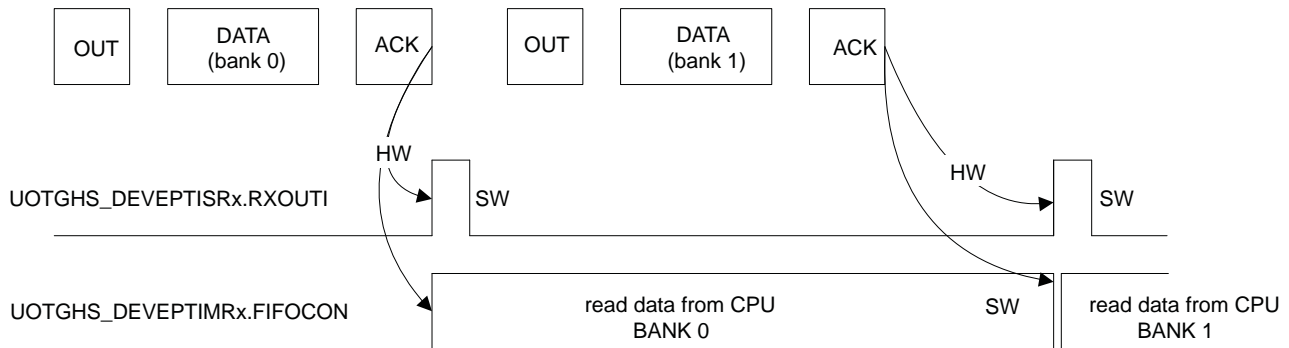 OUT
DATA
(bank 0)
ACK
OUT
DATA
(bank 1)
ACK
HW
HW
UOTGHS_DEVEPTISRx.RXOUTI
SW
SW
UOTGHS_DEVEPTIMRx.FIFOCON
read data from CPU
BANK 0
SW
read data from CPU
BANK 1